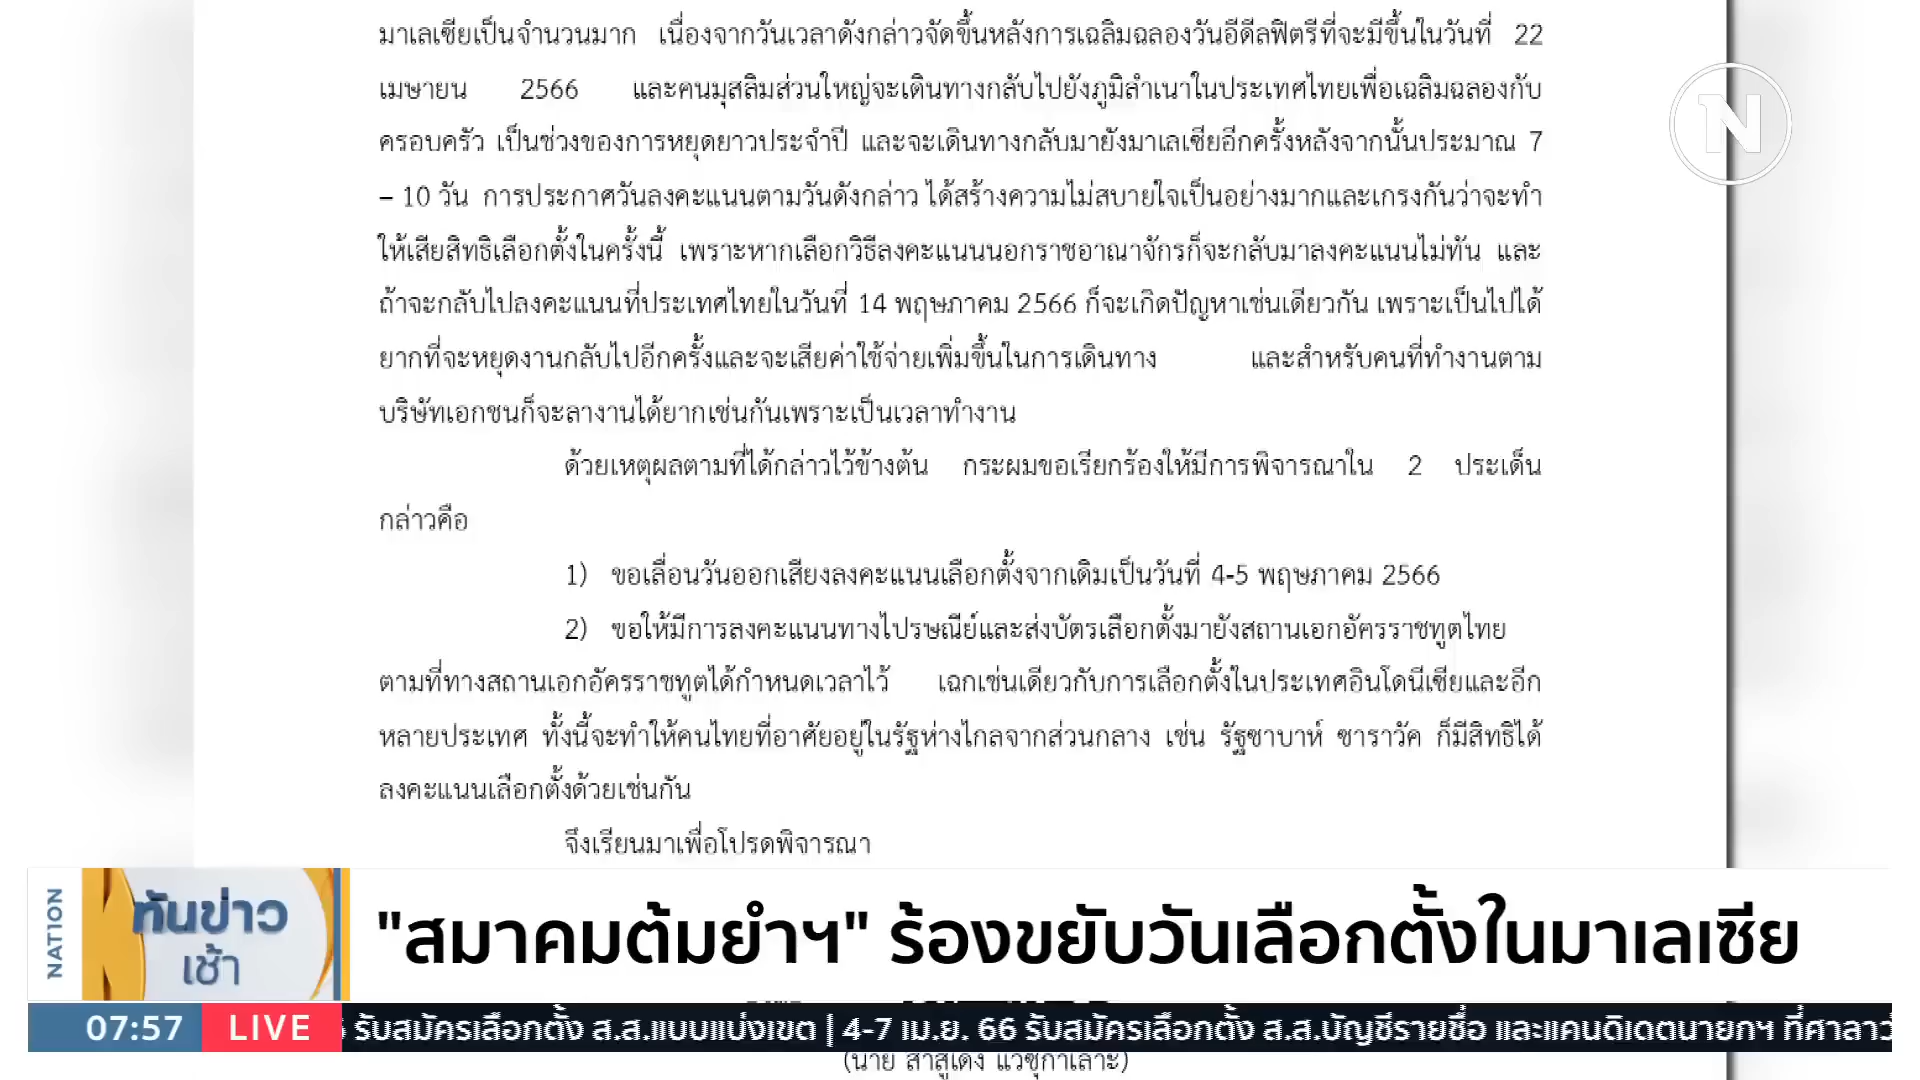 มาเลเซียเป็นจำนวนมาก เนื่องจากวันเวลาดังกล่าวจัดขึ้นหลังการเฉลิมฉลองวันอีดีลฟิตรีที่จะมีขึ้นในวันที่ 22
เมษายน 2566 และคนมุสลิมส่วนใหญ่จะเดินทางกลับไปยังภูมิลำเนาในประเทศไทยเพื่อเฉลิมฉลองกับ
ครอบครัว เป็นช่วงของการหยุดยาวประจำปี และจะเดินทางกลับมายังมาเลเซียอีกครั้งหลังจากนั้นประมาณ 7
– 10 วัน การประกาศวันลงคะแนนตามวันดังกล่าว ได้สร้างความไม่สบายใจเป็นอย่างมากและเกรงกันว่าจะทำ
ให้เสียสิทธิเลือกตั้งในครั้งนี้ เพราะหากเลือกวิธีลงคะแนนนอกราชอาณาจักรก็จะกลับมาลงคะแนนไม่ทัน และ
ถ้าจะกลับไปลงคะแนนที่ประเทศไทยในวันที่ 14 พฤษภาคม 2566 ก็จะเกิดปัญหาเช่นเดียวกัน เพราะเป็นไปได้
ยากที่จะหยุดงานกลับไปอีกครั้งและจะเสียค่าใช้จ่ายเพิ่มขึ้นในการเดินทาง และสำหรับคนที่ทำงานตาม
บริษัทเอกชนก็จะลางานได้ยากเช่นกันเพราะเป็นเวลาทำงาน
ด้วยเหตุผลตามที่ได้กล่าวไว้ข้างต้น กระผมขอเรียกร้องให้มีการพิจารณาใน 2 ประเด็น
กล่าวคือ
1) ขอเลื่อนวันออกเสียงลงคะแนนเลือกตั้งจากเดิมเป็นวันที่ 4-5 พฤษภาคม 2566
2) ขอให้มีการลงคะแนนทางไปรษณีย์และส่งบัตรเลือกตั้งมายังสถานเอกอัครราชทูตไทย
ตามที่ทางสถานเอกอัครราชทูตได้กำหนดเวลาไว้ เฉกเช่นเดียวกับการเลือกตั้งในประเทศอินโดนีเซียและอีก
หลายประเทศ ทั้งนี้จะทำให้คนไทยที่อาศัยอยู่ในรัฐห่างไกลจากส่วนกลาง เช่น รัฐซาบาห์ ซาราวัค ก็มีสิทธิได้
ลงคะแนนเลือกตั้งด้วยเช่นกัน
จึงเรียนมาเพื่อโปรดพิจารณา
NATION ทันข่าว เช้า
"สมาคมต้มยำฯ" ร้องขยับวันเลือกตั้งในมาเลเซีย
07:57 LIVE รับสมัครเลือกตั้ง ส.ส.แบบแบ่งเขต | 4-7 เม.ย. 66 รับสมัครเลือกตั้ง ส.ส.บัญชีรายชื่อ และแคนดิเดตนายกฯ ที่ศาลาว่